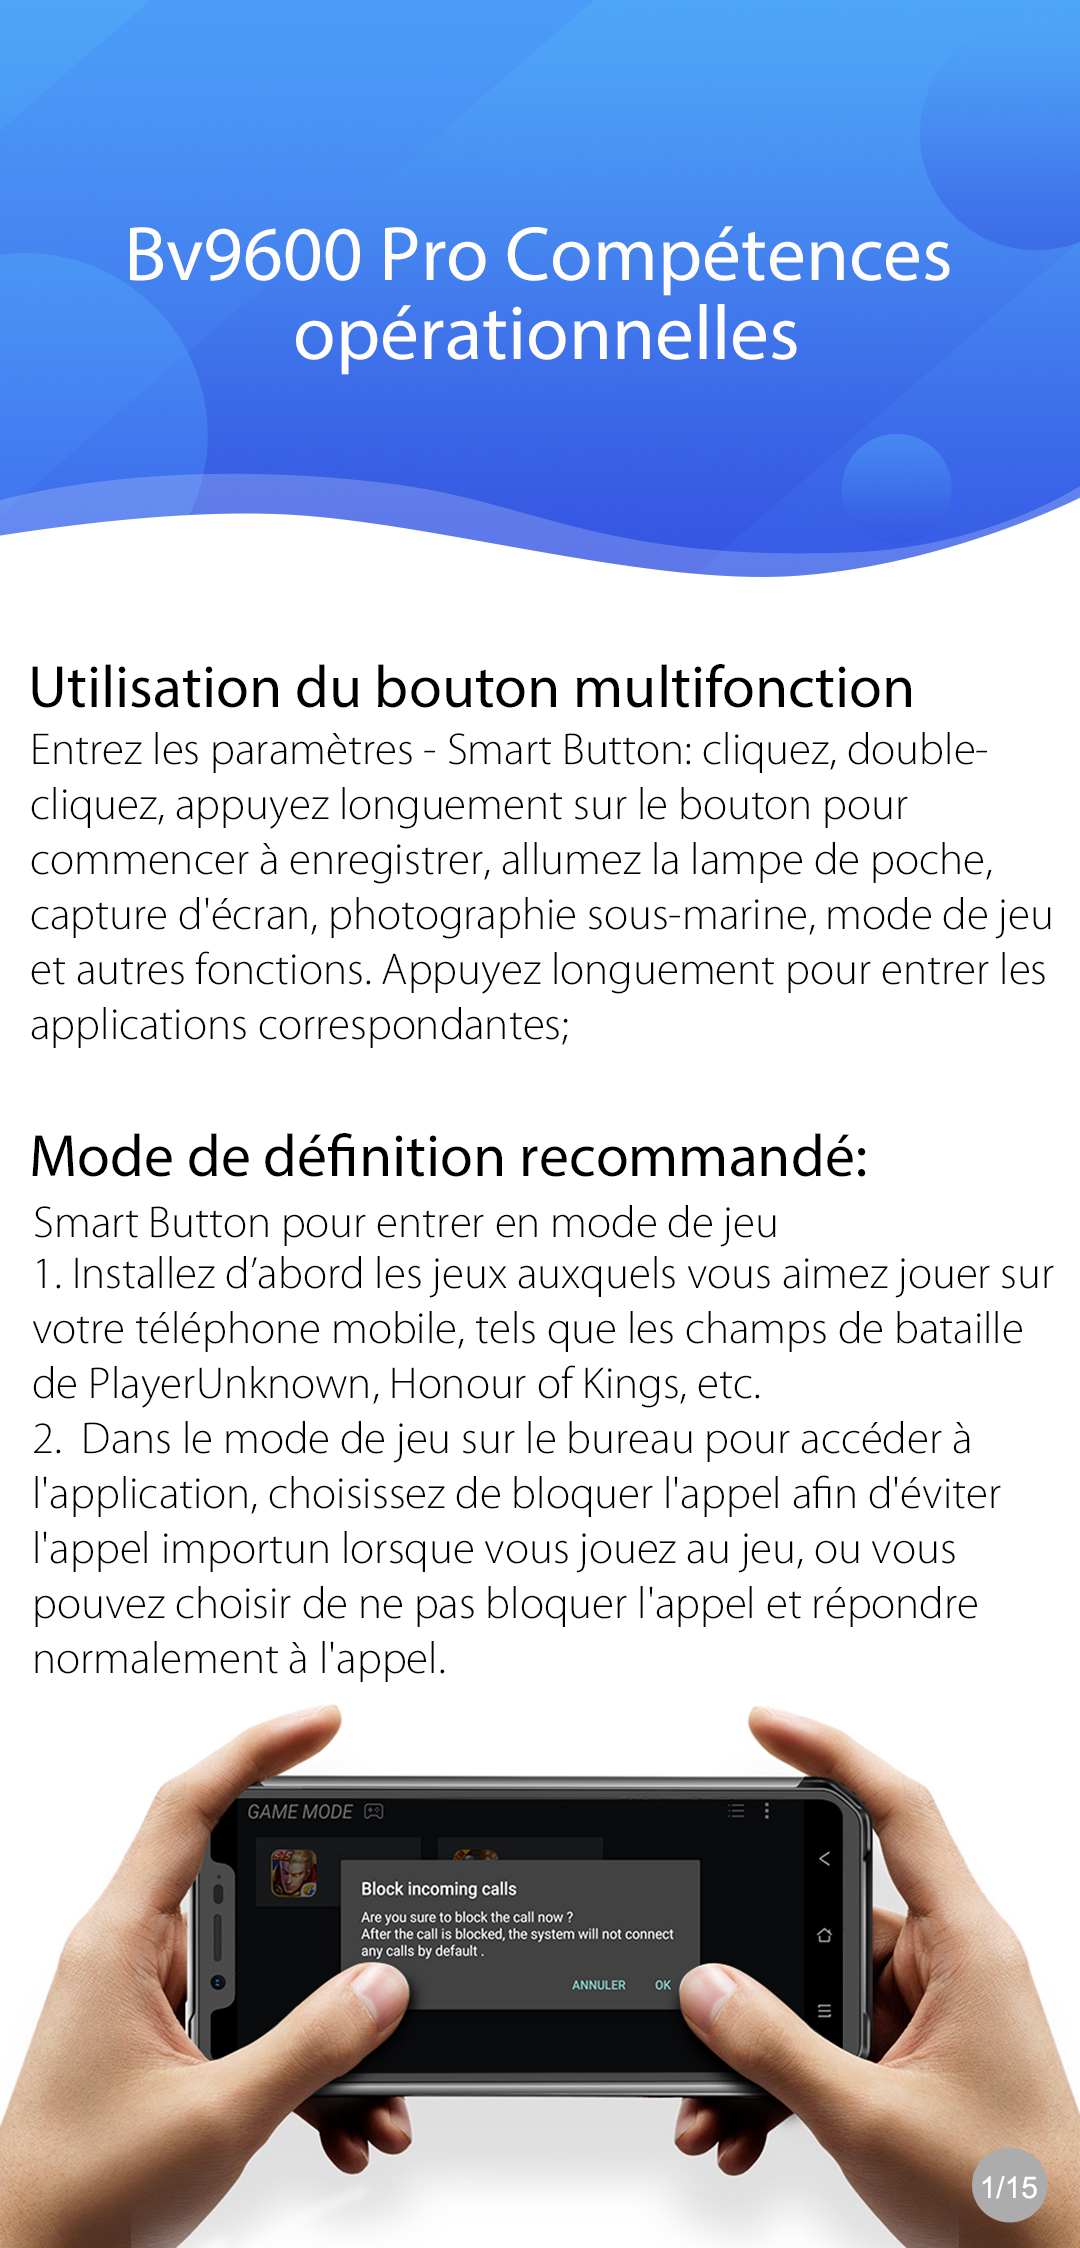 Bv9600 Pro Compétences
opérationnelles
Utilisation du bouton multifonction
Entrez les paramètres - Smart Button: cliquez, double-
cliquez, appuyez longuement sur le bouton pour
commencer à enregistrer, allumez la lampe de poche,
capture d'écran, photographie sous-marine, mode de jeu
et autres fonctions. Appuyez longuement pour entrer les
applications correspondantes;
Mode de définition recommandé:
Smart Button pour entrer en mode de jeu
1. Installez d’abord les jeux auxquels vous aimez jouer sur
votre téléphone mobile, tels que les champs de bataille
de PlayerUnknown, Honour of Kings, etc.
2.  Dans le mode de jeu sur le bureau pour accéder à
l'application, choisissez de bloquer l'appel afin d'éviter
l'appel importun lorsque vous jouez au jeu, ou vous
pouvez choisir de ne pas bloquer l'appel et répondre
normalement à l'appel.
GAME MODE
5V5
Block incoming calls
Are you sure to block the call now ?
After the call is blocked, the system will not connect
any calls by default .
ANNULER OK
1/15